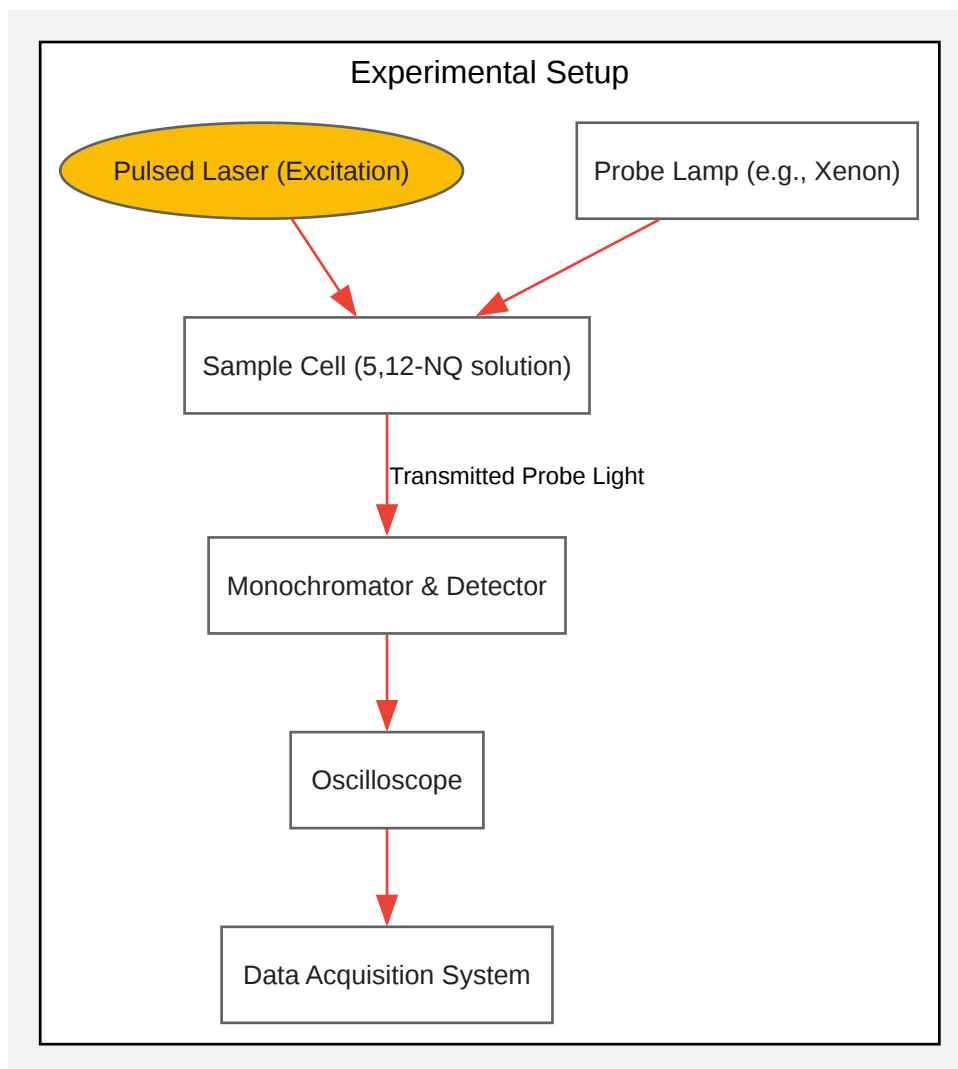 Experimental Setup
Pulsed Laser (Excitation)
Probe Lamp (e.g., Xenon)
Sample Cell (5,12-NQ solution)
Transmitted Probe Light
Monochromator & Detector
Oscilloscope
Data Acquisition System